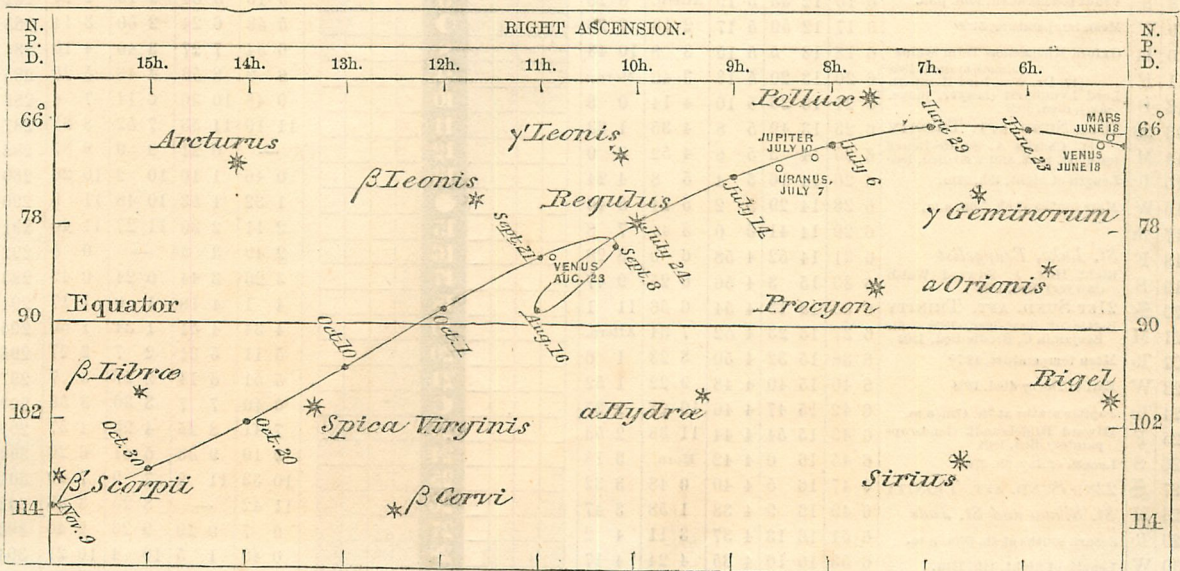 RIGHT ASCENSION.
N.
P.
D.
N.
P.
D.
15h. 14h. 13h. 12h. 11h. 10h. 9h. 8h. 7h. 6h.
66°
66°
Pollux
June 29
June 23
MARS
JUNE 18
VENUS
JUNE 18
Arcturus
γ'Leonis
JUPITER
JULY 10
July 6
URANUS,
JULY 7
β Leonis
Regulus
July 14
γ Geminorum
78
78
Sept. 21
July 24
VENUS
AUG. 23
Sept. 8
α Orionis
Procyon
Equator
Aug. 16
90
90
Oct. 1
Oct. 10
β Libræ
Rigel
102
102
α Hydræ
Spica Virginis
Oct. 20
Oct. 30
Sirius
β' Scorpii
β Corvi
114
114
Nov. 9